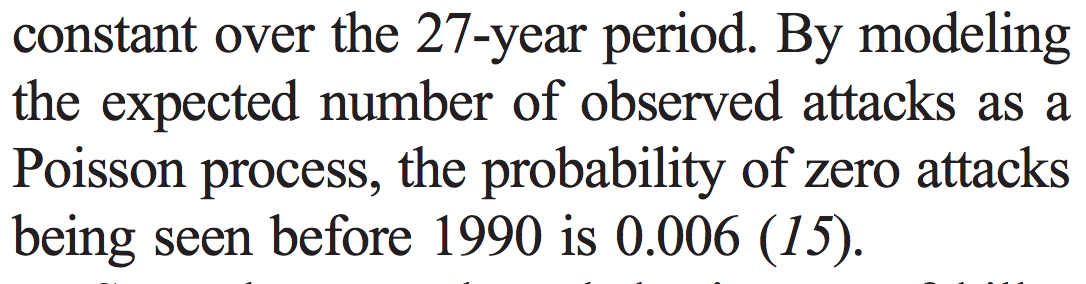 constant over the 27-year period. By modeling
the expected number of observed attacks as a
Poisson process, the probability of zero attacks
being seen before 1990 is 0.006 (15).